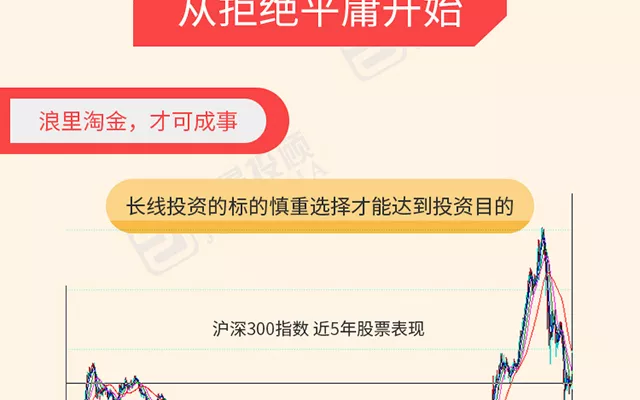 从拒绝平庸开始
浪里淘金，才可成事
长线投资的标的慎重选择才能达到投资目的
沪深300指数 近5年股票表现